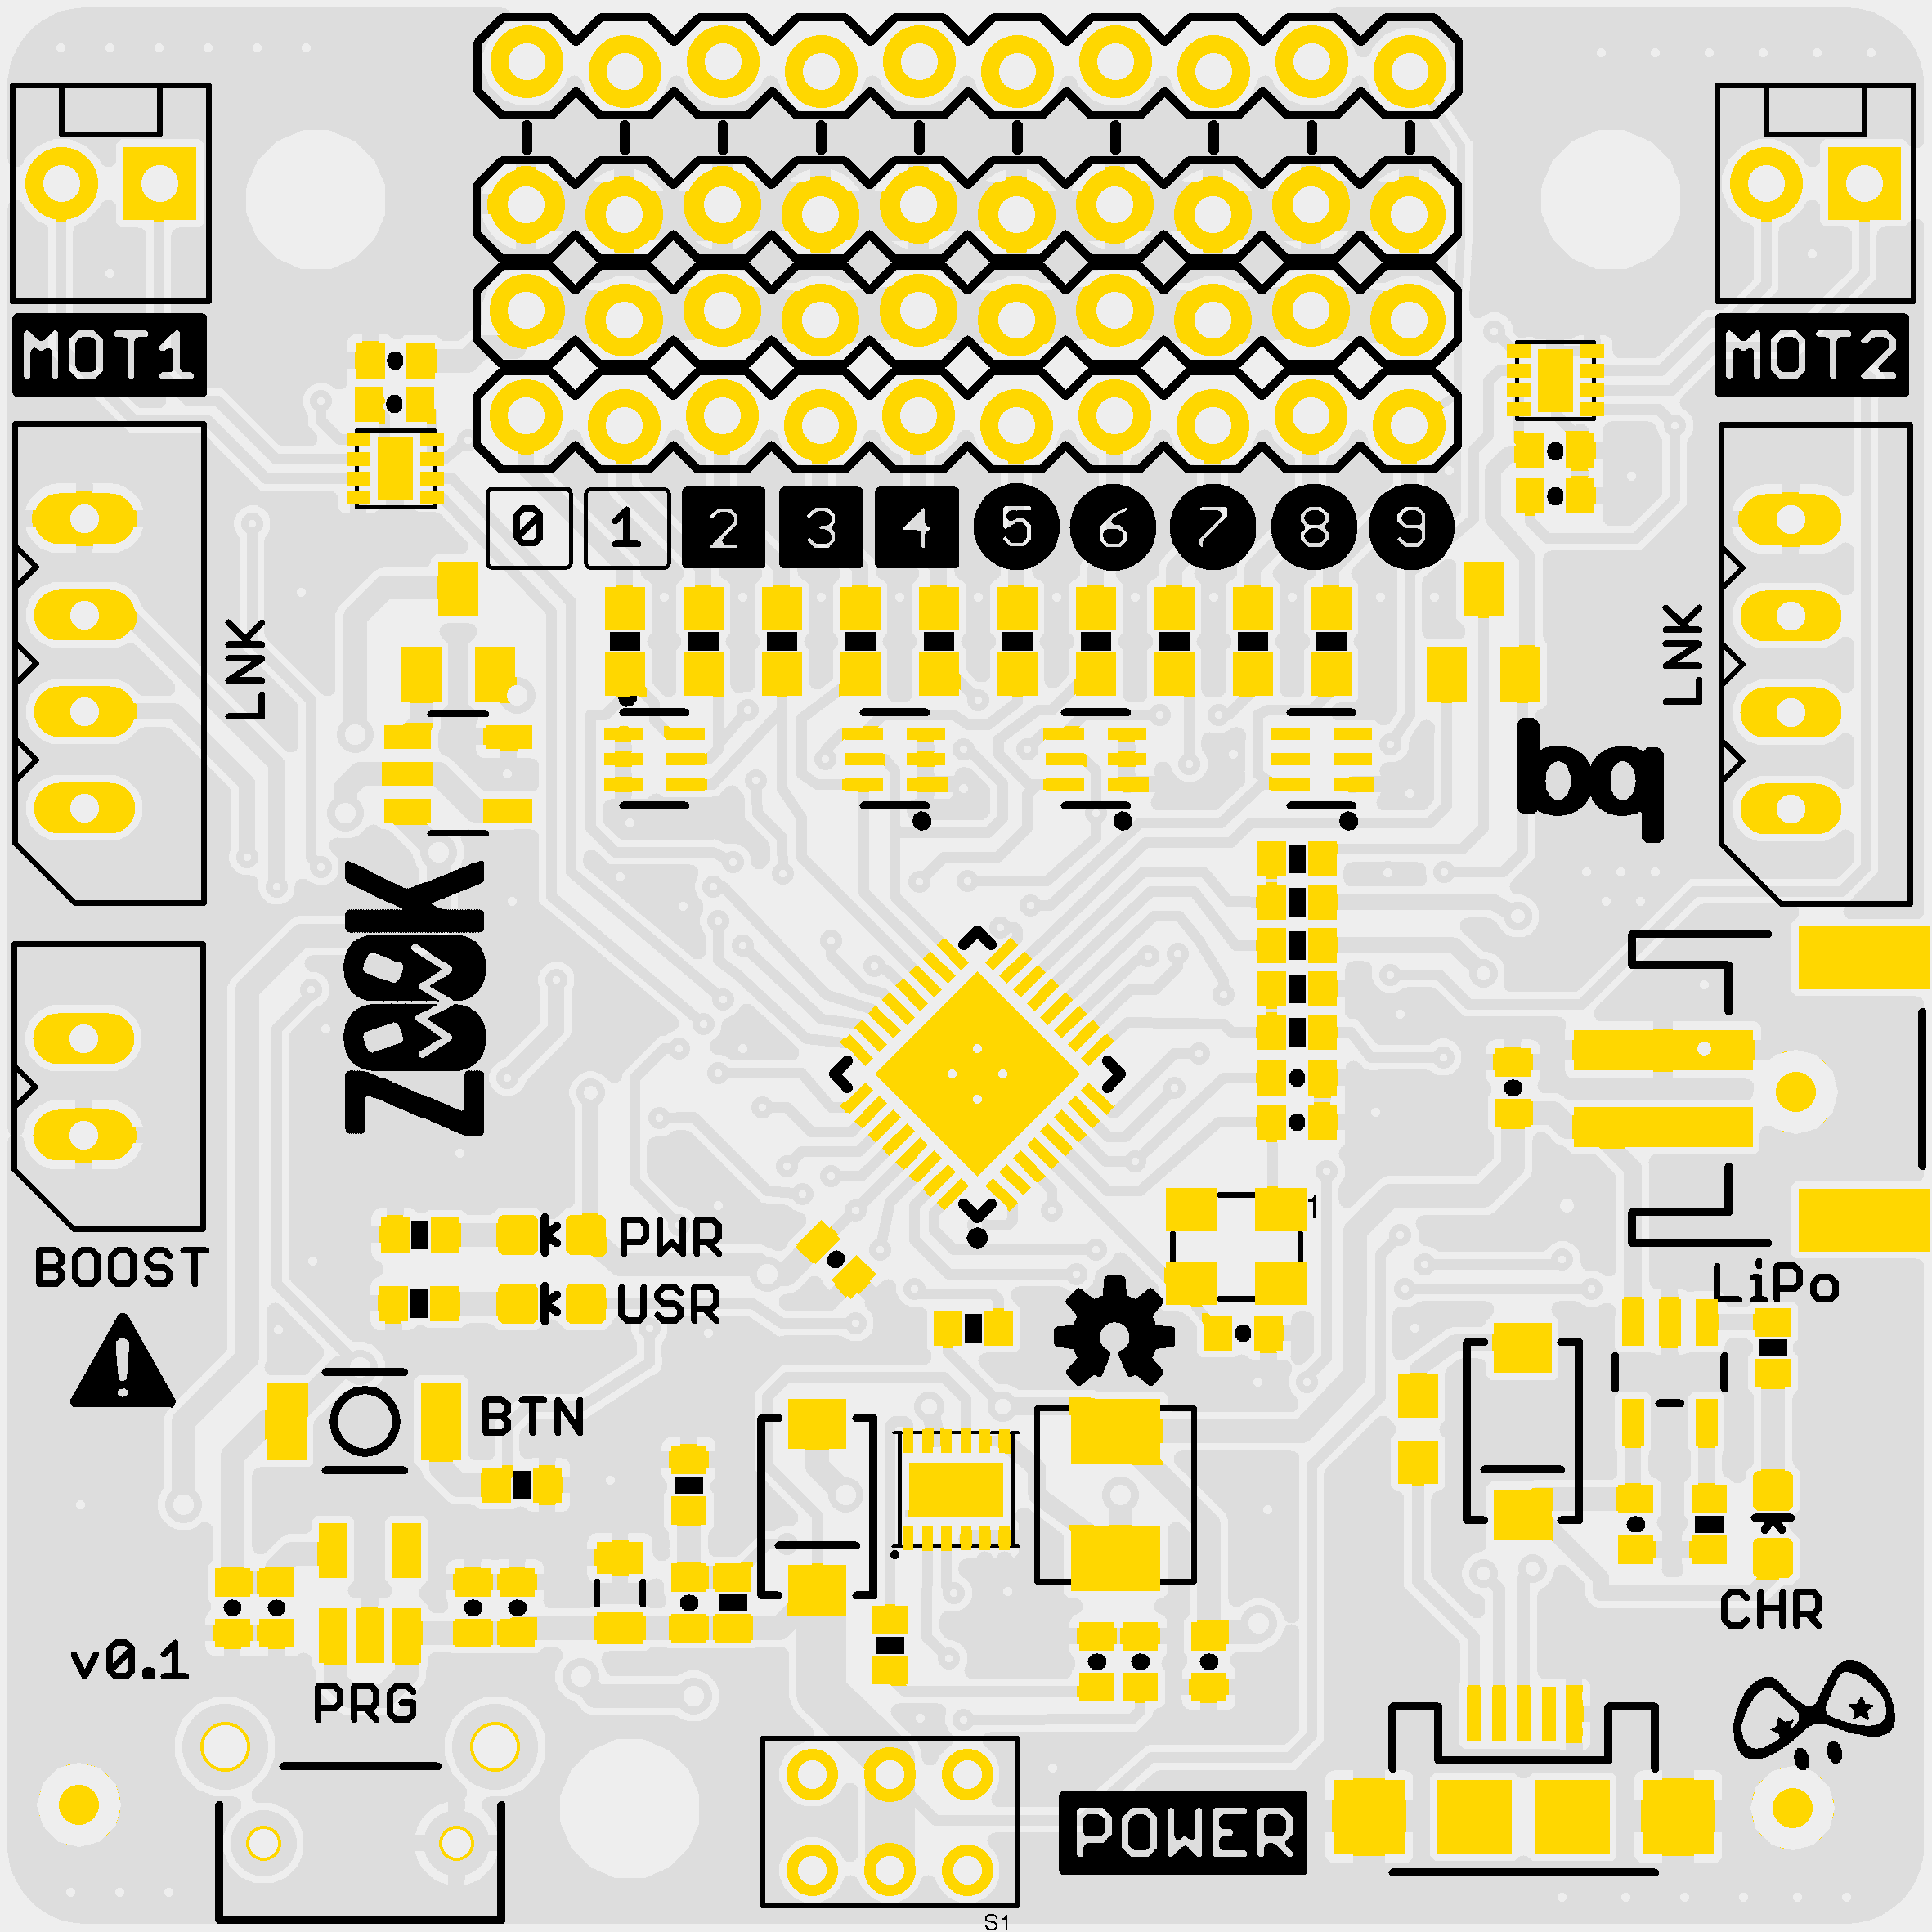 MOT1
MOT2
0 1 2 3 4 5 6 7 8 9
LNK
LNK
bq
ZOOK
1
PWR
USR
BOOST
LiPo
BTN
CHR
v0.1
PRG
POWER
S1